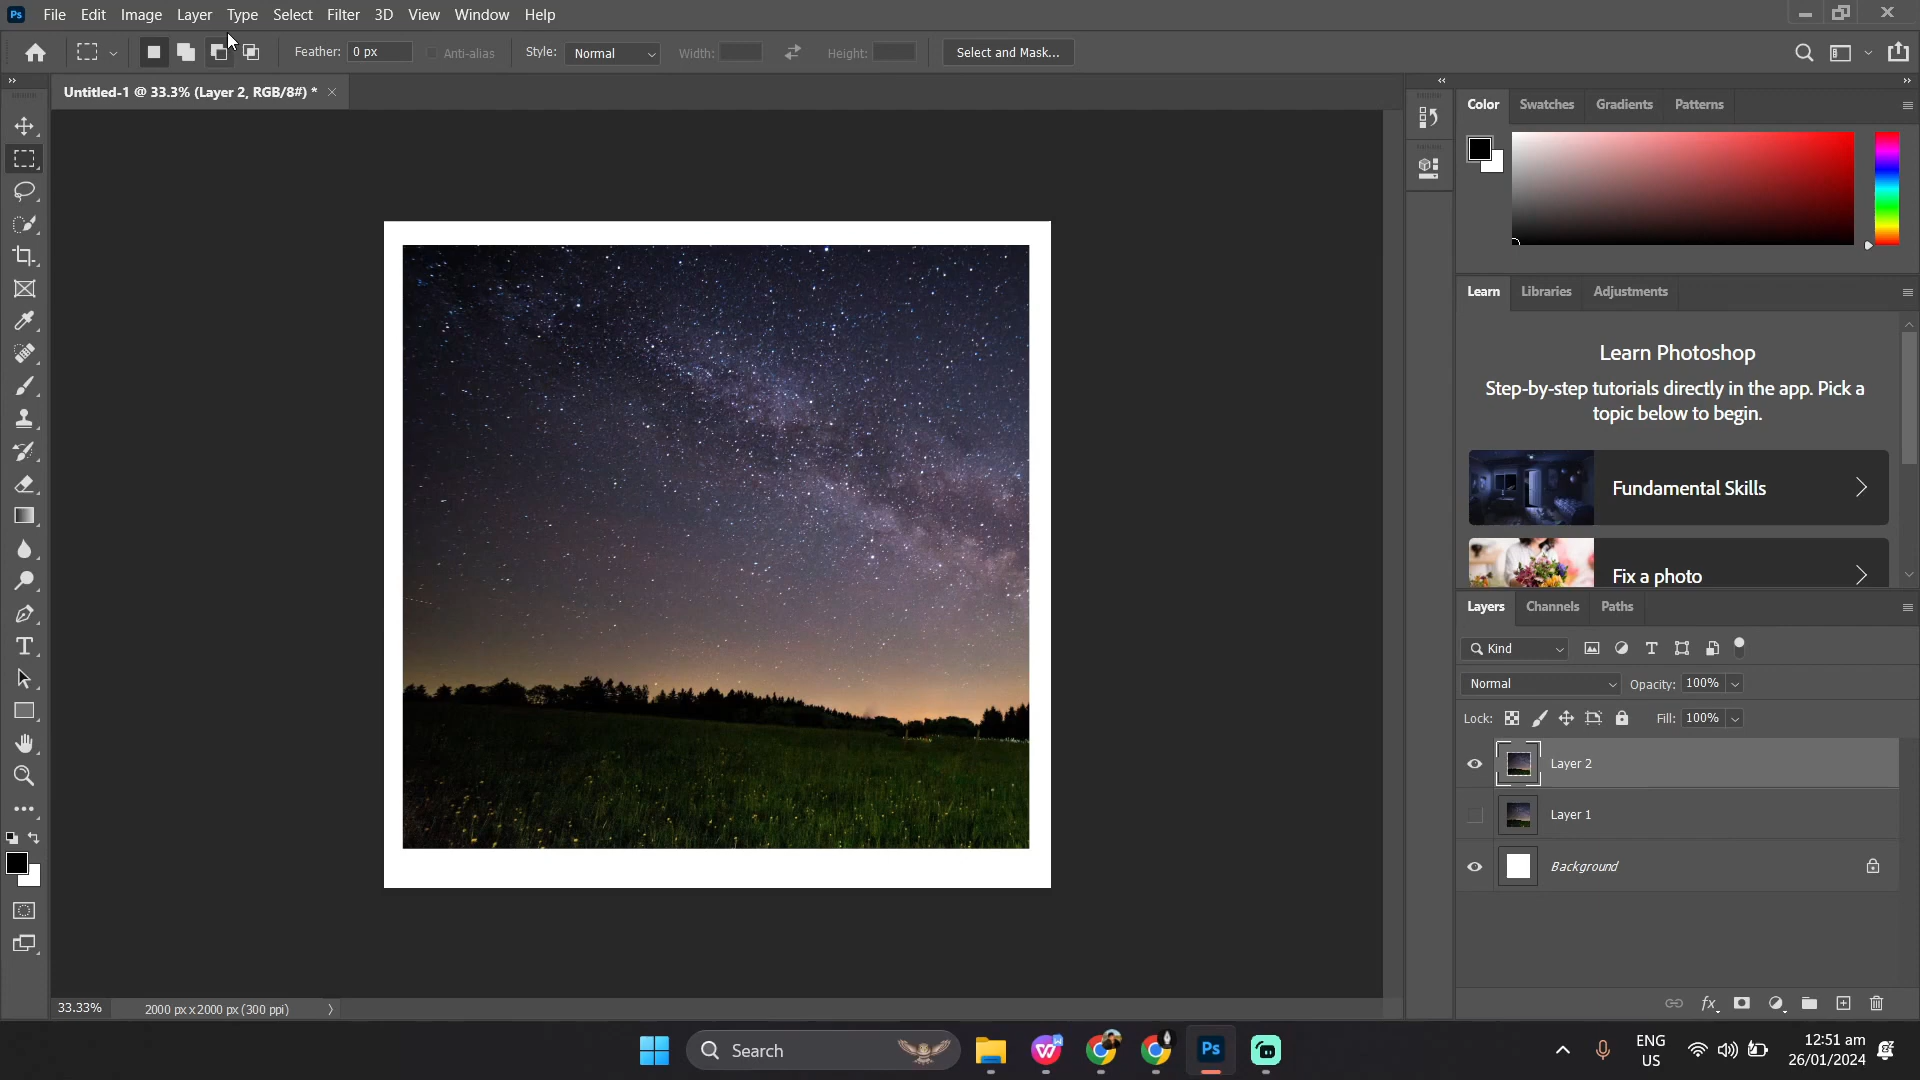 Ps File Edit Image Layer Type Select Filter 3D View Window Help
Feather: 0 px Anti-alias Style: Normal Width: Height: Select and Mask...
Untitled-1 @ 33.3% (Layer 2, RGB/8#) * ×
Color Swatches Gradients Patterns
Learn Libraries Adjustments
Learn Photoshop
Step-by-step tutorials directly in the app. Pick a
topic below to begin.
Fundamental Skills
Fix a photo
Layers Channels Paths
Kind
Normal Opacity: 100%
Lock: Fill: 100%
Layer 2
Layer 1
Background
fx
33.33% 2000 px x 2000 px (300 ppi)
Search
Ps
ENG
US
12:51 am
26/01/2024